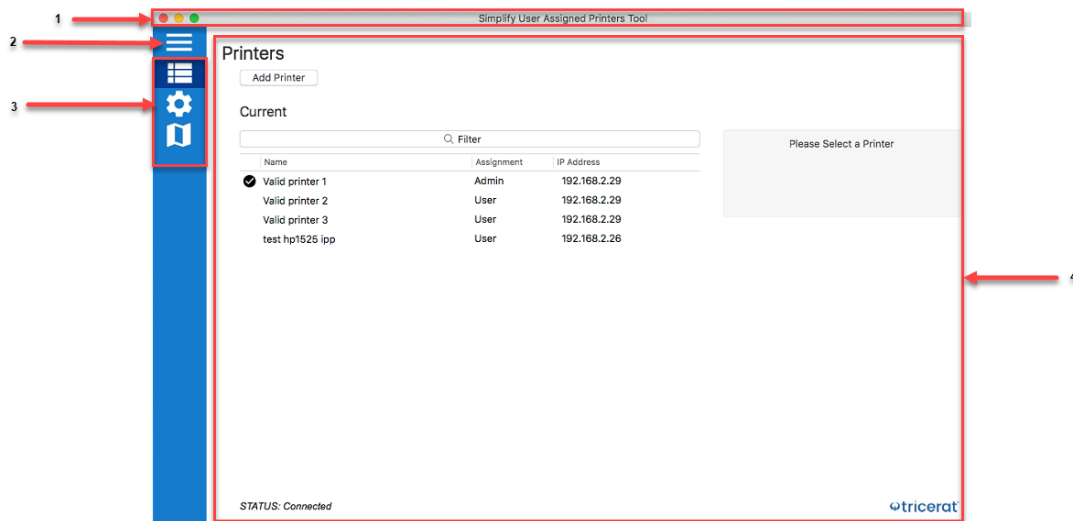 1
Simplify User Assigned Printers Tool
2
Printers
Add Printer
3
Current
Filter
Please Select a Printer
Name Assignment IP Address
Valid printer 1 Admin 192.168.2.29
Valid printer 2 User 192.168.2.29
Valid printer 3 User 192.168.2.29
test hp1525 ipp User 192.168.2.26
4
STATUS: Connected
tricerat